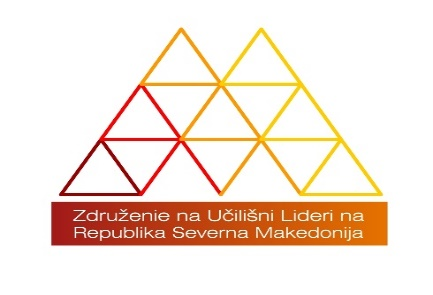 Združenie na Učilišni Lideri na
Republika Severna Makedonija